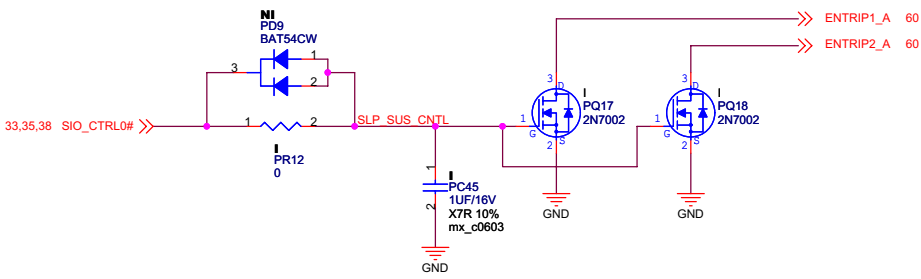 ENTRIP1_A 60
NI
PD9
BAT54CW
ENTRIP2_A 60
1
3
2
3
D
I
PQ17
2N7002
1
G
S
2
3
D
I
PQ18
2N7002
1
G
S
2
33,35,38 SIO_CTRL0#
1
2
SLP_SUS_CNTL
I
PR12
0
1
I
PC45
1UF/16V
X7R 10%
mx_c0603
2
GND
GND
GND